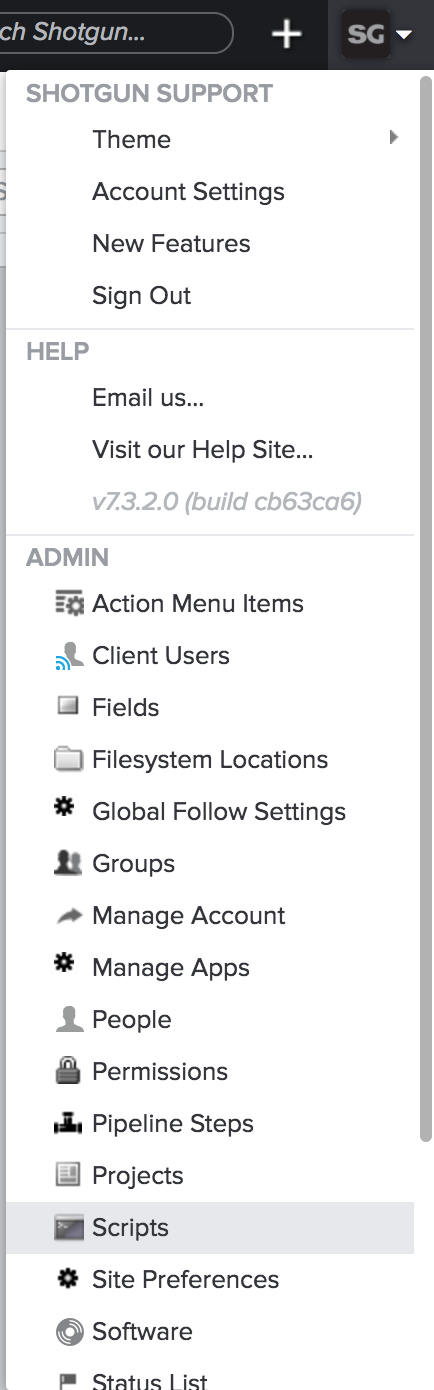 ch Shotgun...
SG
SHOTGUN SUPPORT
Theme
Account Settings
New Features
Sign Out
HELP
Email us...
Visit our Help Site...
v7.3.2.0 (build cb63ca6)
ADMIN
Action Menu Items
Client Users
Fields
Filesystem Locations
Global Follow Settings
Groups
Manage Account
Manage Apps
People
Permissions
Pipeline Steps
Projects
Scripts
Site Preferences
Software
Status List